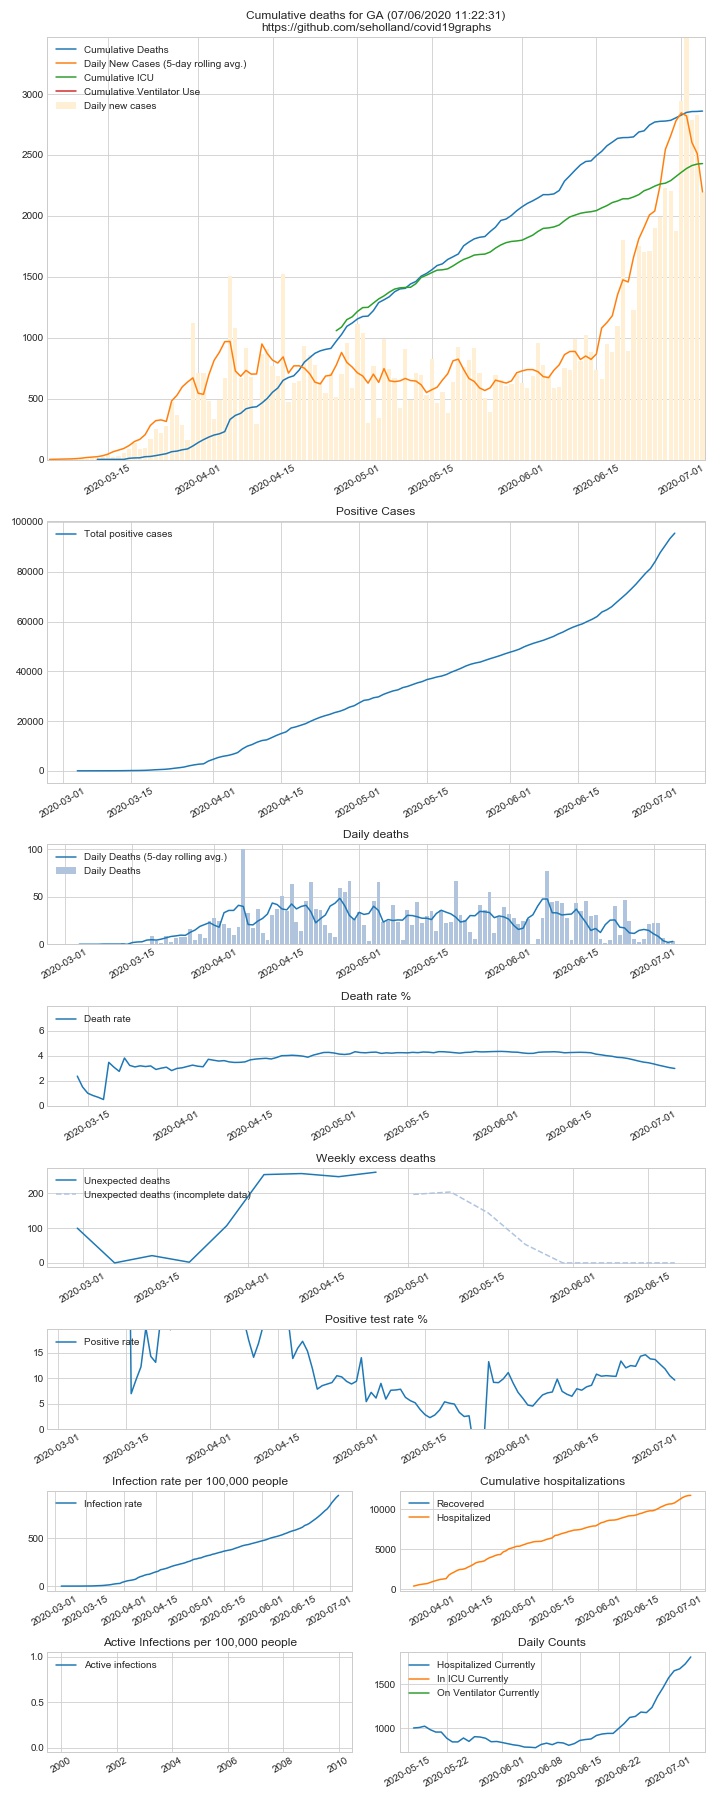 Cumulative deaths for GA (07/06/2020 11:22:31)
https://github.com/seholland/covid19graphs
Cumulative Deaths
Daily New Cases (5-day rolling avg.)
Cumulative ICU
Cumulative Ventilator Use
Daily new cases
3000
2500
2000
1500
1000
500
0
2020-03-15 2020-04-01 2020-04-15 2020-05-01 2020-05-15 2020-06-01 2020-06-15 2020-07-01
Positive Cases
Total positive cases
100000
80000
60000
40000
20000
0
2020-03-01 2020-03-15 2020-04-01 2020-04-15 2020-05-01 2020-05-15 2020-06-01 2020-06-15 2020-07-01
Daily deaths
Daily Deaths (5-day rolling avg.)
Daily Deaths
100
50
0
2020-03-01 2020-03-15 2020-04-01 2020-04-15 2020-05-01 2020-05-15 2020-06-01 2020-06-15 2020-07-01
Death rate %
Death rate
6
4
2
0
2020-03-15 2020-04-01 2020-04-15 2020-05-01 2020-05-15 2020-06-01 2020-06-15 2020-07-01
Weekly excess deaths
Unexpected deaths
Unexpected deaths (incomplete data)
200
100
0
2020-03-01 2020-03-15 2020-04-01 2020-04-15 2020-05-01 2020-05-15 2020-06-01 2020-06-15
Positive test rate %
Positive rate
15
10
5
0
2020-03-01 2020-03-15 2020-04-01 2020-04-15 2020-05-01 2020-05-15 2020-06-01 2020-06-15 2020-07-01
Infection rate per 100,000 people
Infection rate
500
0
2020-03-01 2020-03-15 2020-04-01 2020-04-15 2020-05-01 2020-05-15 2020-06-01 2020-06-15 2020-07-01
Cumulative hospitalizations
Recovered
Hospitalized
10000
5000
0
2020-04-01 2020-04-15 2020-05-01 2020-05-15 2020-06-01 2020-06-15 2020-07-01
Active Infections per 100,000 people
Active infections
1.0
0.5
0.0
2000 2002 2004 2006 2008 2010
Daily Counts
Hospitalized Currently
In ICU Currently
On Ventilator Currently
1500
1000
2020-05-15 2020-05-22 2020-06-01 2020-06-08 2020-06-15 2020-06-22 2020-07-01